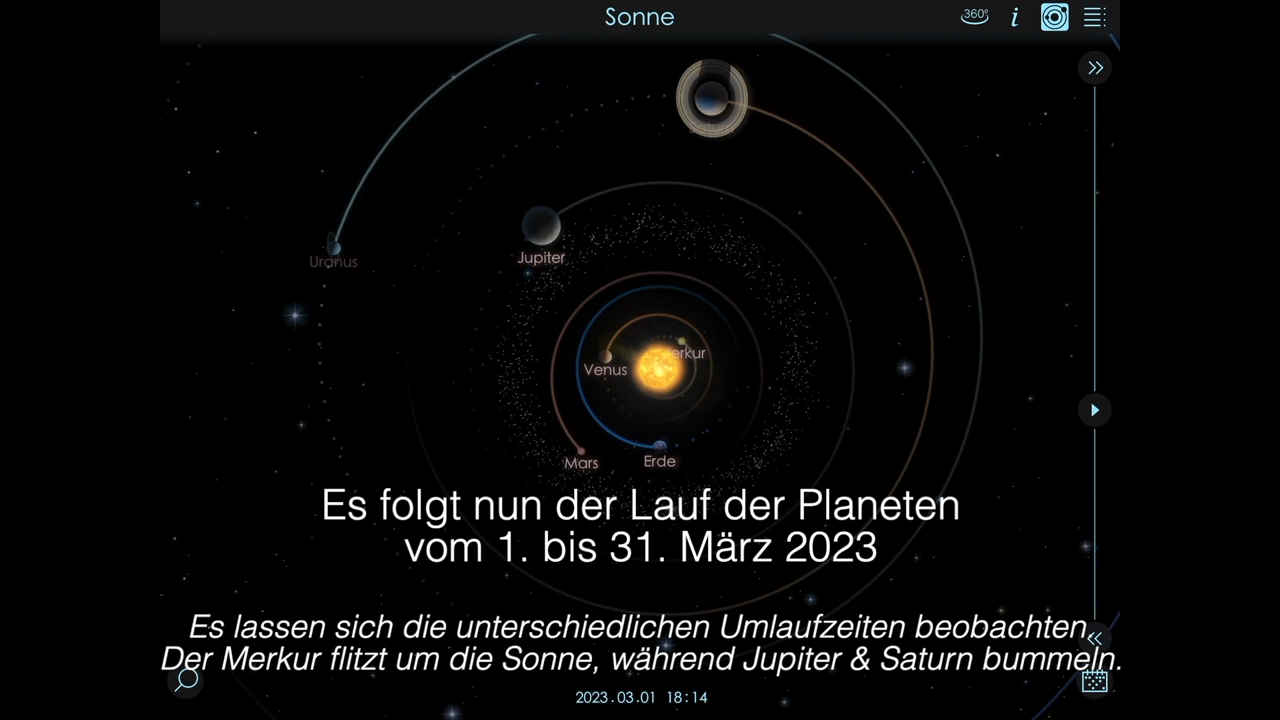 Sonne
360°
i
Saturn
Uranus
Jupiter
erkur
Venus
Mars
Erde
Es folgt nun der Lauf der Planeten
vom 1. bis 31. März 2023
Es lassen sich die unterschiedlichen Umlaufzeiten beobachten.
Der Merkur flitzt um die Sonne, während Jupiter & Saturn bummeln.
2023.03.01 18:14